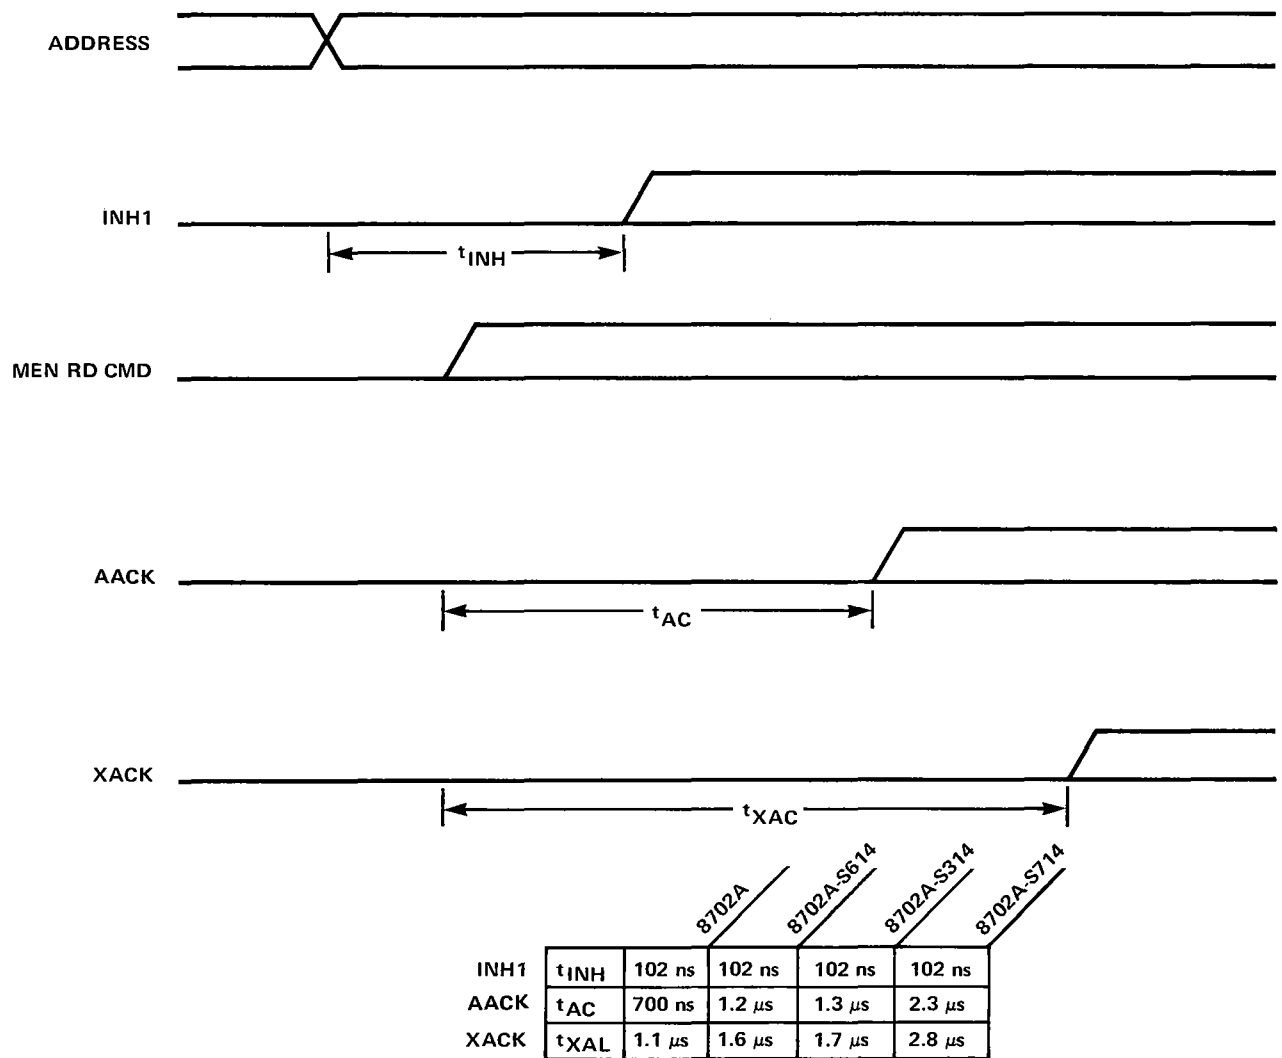 ADDRESS
INH1
tINH
MEN RD CMD
AACK
tAC
XACK
tXAC
8702A
8702A-S614
8702A-S314
8702A-S714
INH1 tINH 102 ns 102 ns 102 ns 102 ns
AACK tAC 700 ns 1.2 μs 1.3 μs 2.3 μs
XACK tXAL 1.1 μs 1.6 μs 1.7 μs 2.8 μs